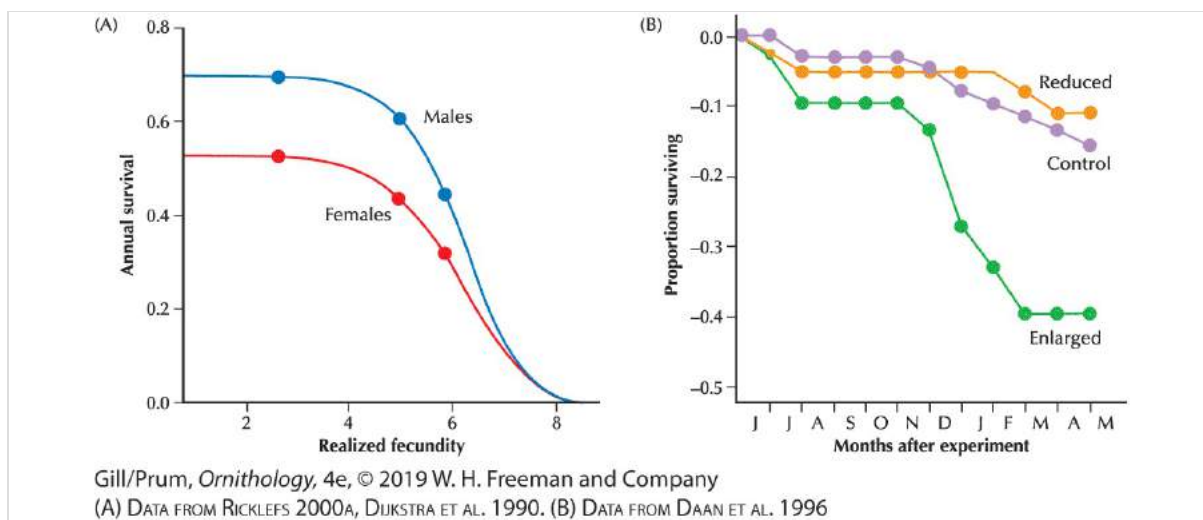 (A)
0.8
0.6
0.4
0.2
0.0
Annual survival
Males
Females
2 4 6 8
Realized fecundity
(B)
0.0
–0.1
–0.2
–0.3
–0.4
–0.5
Proportion surviving
Reduced
Control
Enlarged
J J A S O N D J F M A M
Months after experiment
Gill/Prum, Ornithology, 4e, © 2019 W. H. Freeman and Company
(A) DATA FROM RICKLEFS 2000A, DIJKSTRA ET AL. 1990. (B) DATA FROM DAAN ET AL. 1996